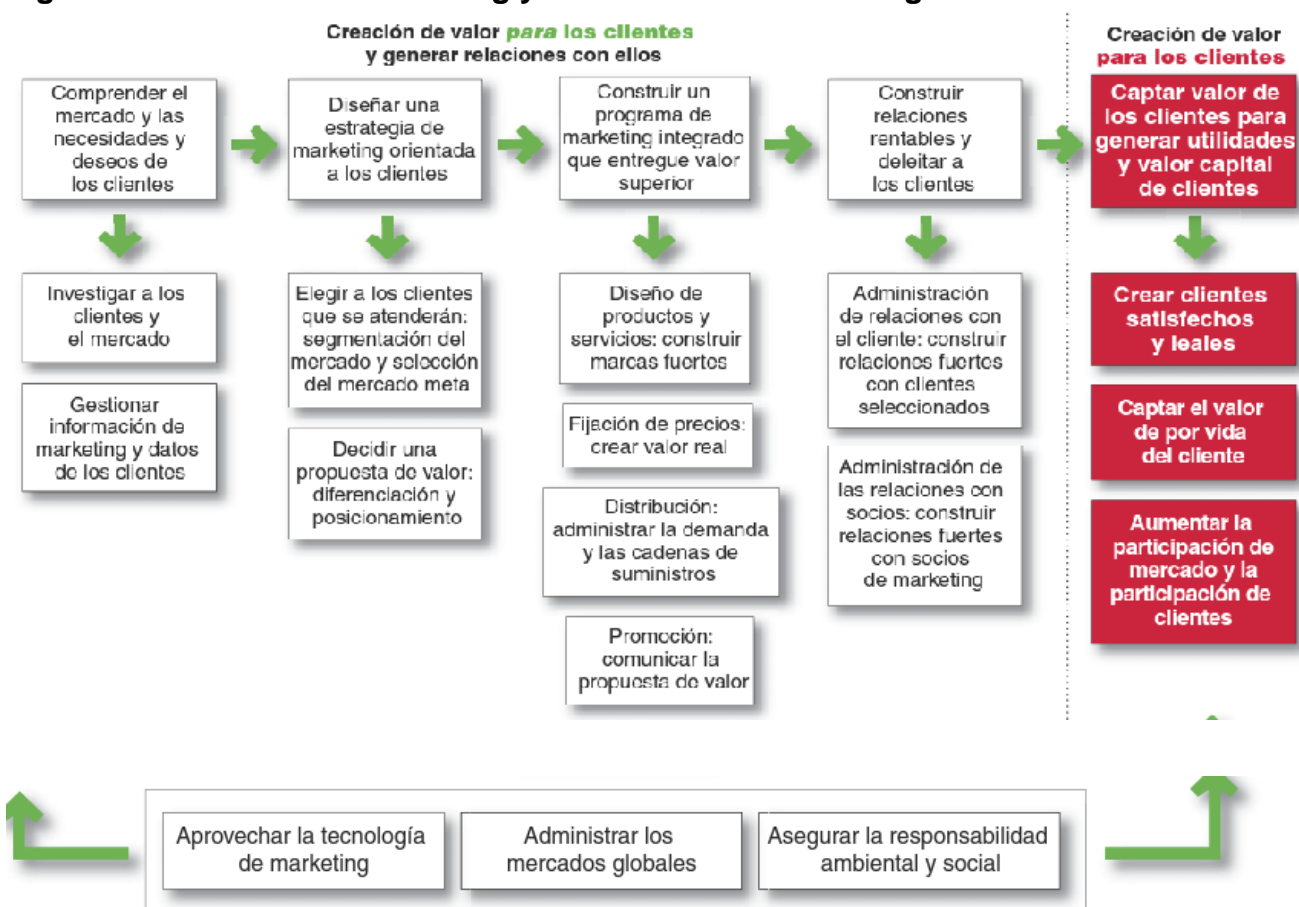 Creación de valor para los clientes
y generar relaciones con ellos
Creación de valor
para los clientes
Comprender el
mercado y las
necesidades y
deseos de
los clientes
Diseñar una
estrategia de
marketing orientada
a los clientes
Construir un
programa de
marketing integrado
que entregue valor
superior
Construir
relaciones
rentables y
deleitar a
los clientes
Captar valor de
los clientes para
generar utilidades
y valor capital
de clientes
Investigar a los
clientes y
el mercado
Gestionar
información de
marketing y datos
de los clientes
Elegir a los clientes
que se atenderán:
segmentación del
mercado y selección
del mercado meta
Decidir una
propuesta de valor:
diferenciación y
posicionamiento
Diseño de
productos y
servicios: construir
marcas fuertes
Fijación de precios:
crear valor real
Distribución:
administrar la demanda
y las cadenas de
suministros
Promoción:
comunicar la
propuesta de valor
Administración
de relaciones con
el cliente: construir
relaciones fuertes
con clientes
seleccionados
Administración de
las relaciones con
socios: construir
relaciones fuertes
con socios
de marketing
Crear clientes
satisfechos
y leales
Captar el valor
de por vida
del cliente
Aumentar la
participación de
mercado y la
participación de
clientes
Aprovechar la tecnología
de marketing
Administrar los
mercados globales
Asegurar la responsabilidad
ambiental y social